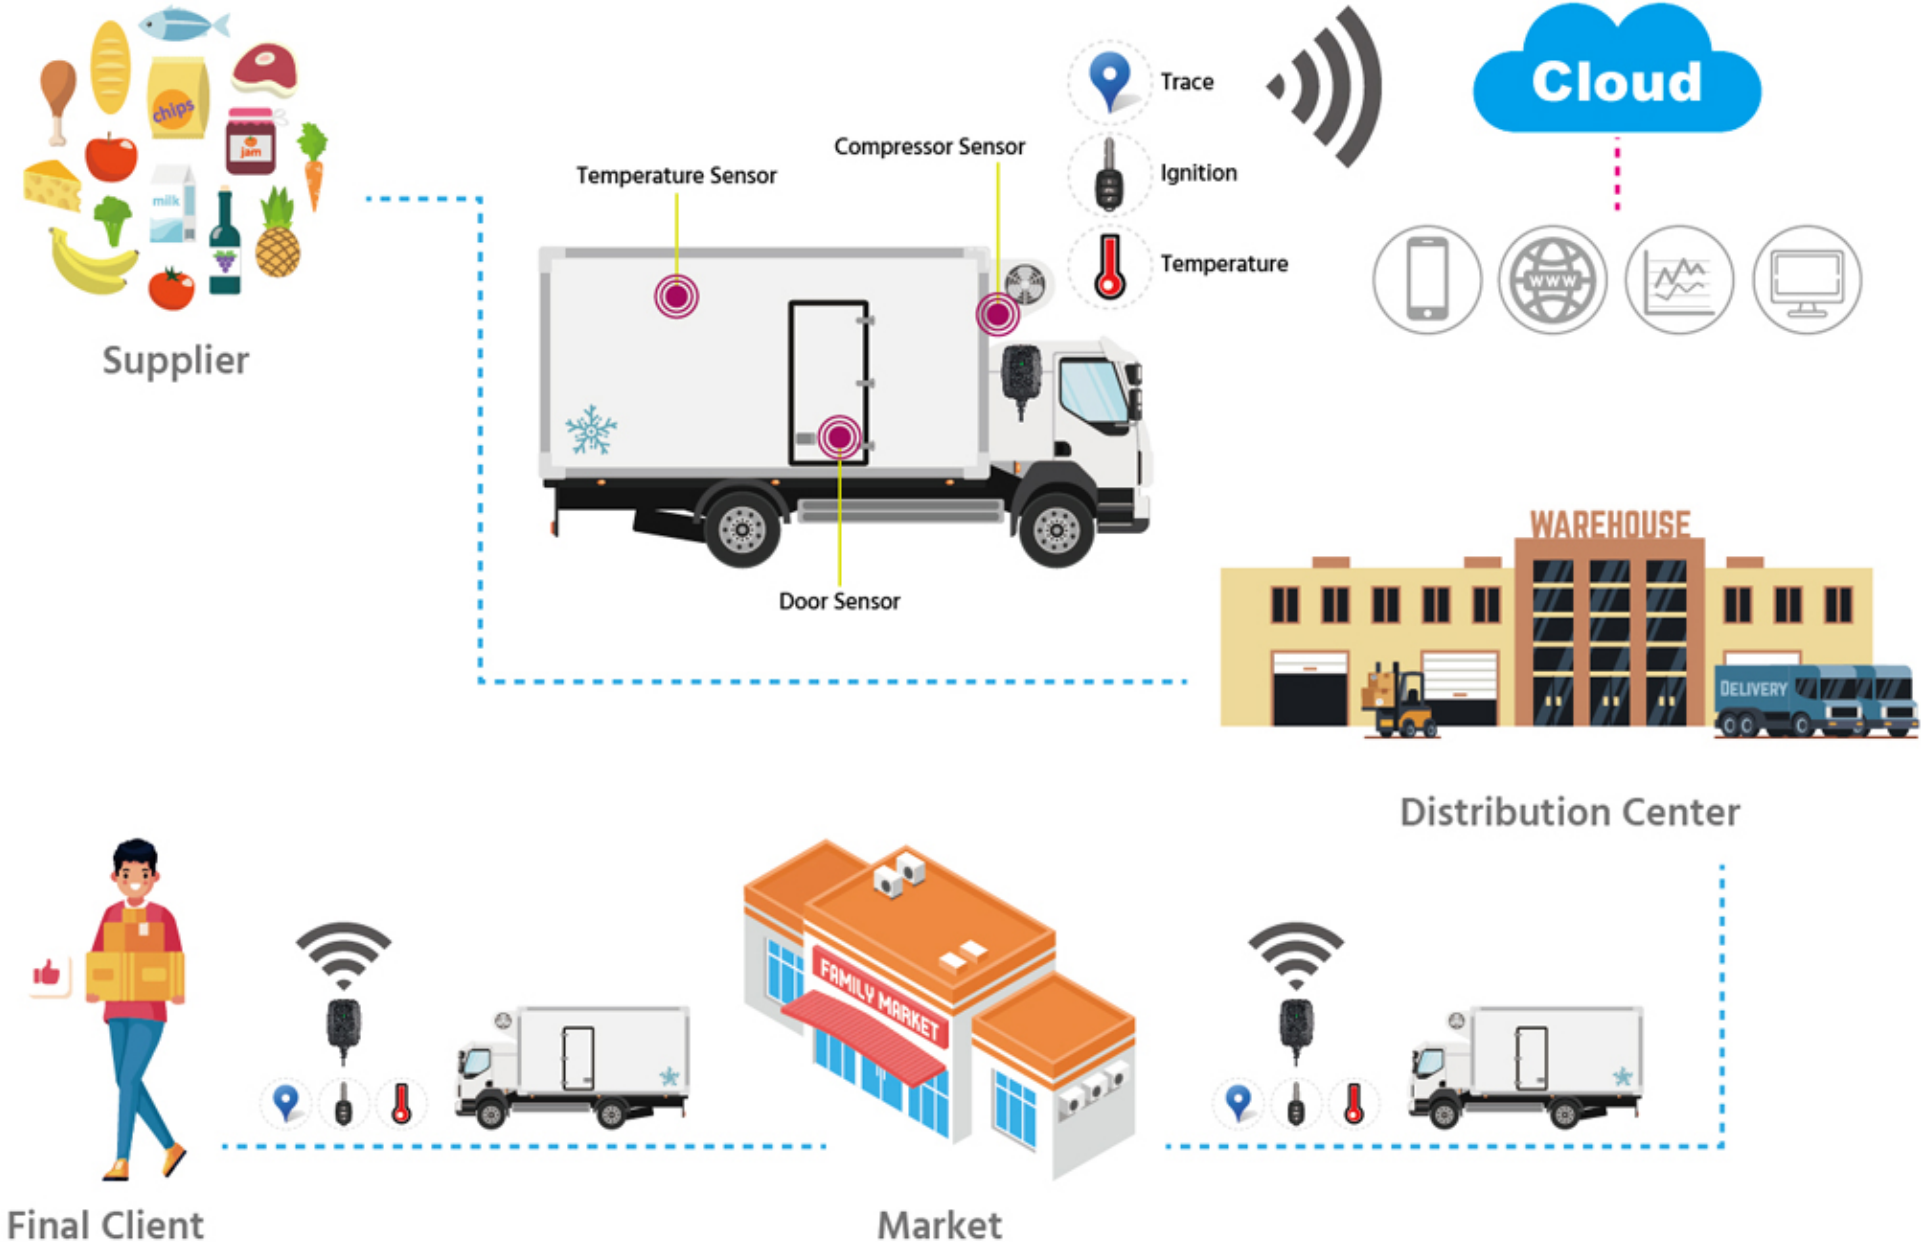 chips
jam
milk
Supplier
Temperature Sensor
Compressor Sensor
Door Sensor
Trace
Ignition
Temperature
Cloud
WWW
WAREHOUSE
DELIVERY
Distribution Center
FAMILY MARKET
Final Client
Market